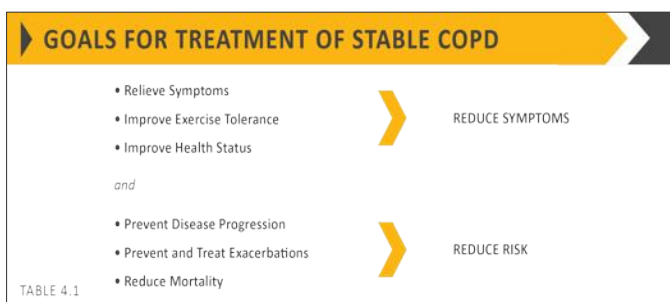 GOALS FOR TREATMENT OF STABLE COPD
• Relieve Symptoms
• Improve Exercise Tolerance
• Improve Health Status
REDUCE SYMPTOMS
and
• Prevent Disease Progression
• Prevent and Treat Exacerbations
• Reduce Mortality
REDUCE RISK
TABLE 4.1